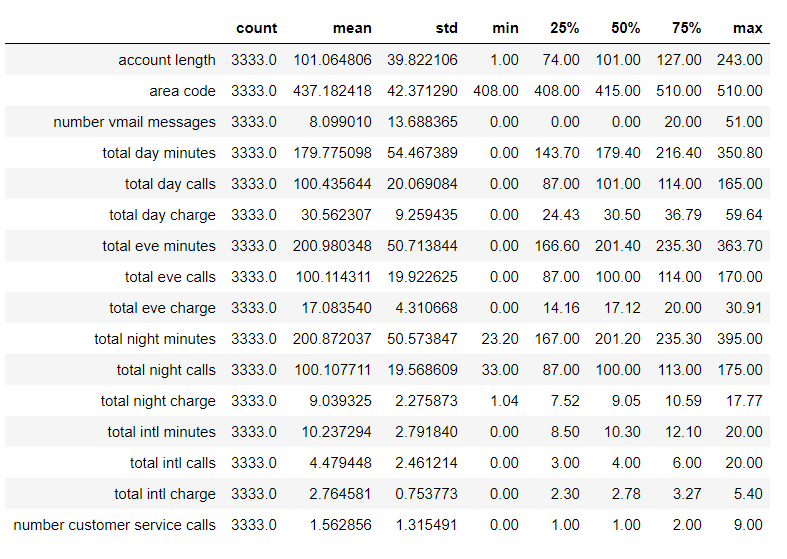 count mean std min 25% 50% 75% max
account length 3333.0 101.064806 39.822106 1.00 74.00 101.00 127.00 243.00
area code 3333.0 437.182418 42.371290 408.00 408.00 415.00 510.00 510.00
number vmail messages 3333.0 8.099010 13.688365 0.00 0.00 0.00 20.00 51.00
total day minutes 3333.0 179.775098 54.467389 0.00 143.70 179.40 216.40 350.80
total day calls 3333.0 100.435644 20.069084 0.00 87.00 101.00 114.00 165.00
total day charge 3333.0 30.562307 9.259435 0.00 24.43 30.50 36.79 59.64
total eve minutes 3333.0 200.980348 50.713844 0.00 166.60 201.40 235.30 363.70
total eve calls 3333.0 100.114311 19.922625 0.00 87.00 100.00 114.00 170.00
total eve charge 3333.0 17.083540 4.310668 0.00 14.16 17.12 20.00 30.91
total night minutes 3333.0 200.872037 50.573847 23.20 167.00 201.20 235.30 395.00
total night calls 3333.0 100.107711 19.568609 33.00 87.00 100.00 113.00 175.00
total night charge 3333.0 9.039325 2.275873 1.04 7.52 9.05 10.59 17.77
total intl minutes 3333.0 10.237294 2.791840 0.00 8.50 10.30 12.10 20.00
total intl calls 3333.0 4.479448 2.461214 0.00 3.00 4.00 6.00 20.00
total intl charge 3333.0 2.764581 0.753773 0.00 2.30 2.78 3.27 5.40
number customer service calls 3333.0 1.562856 1.315491 0.00 1.00 1.00 2.00 9.00